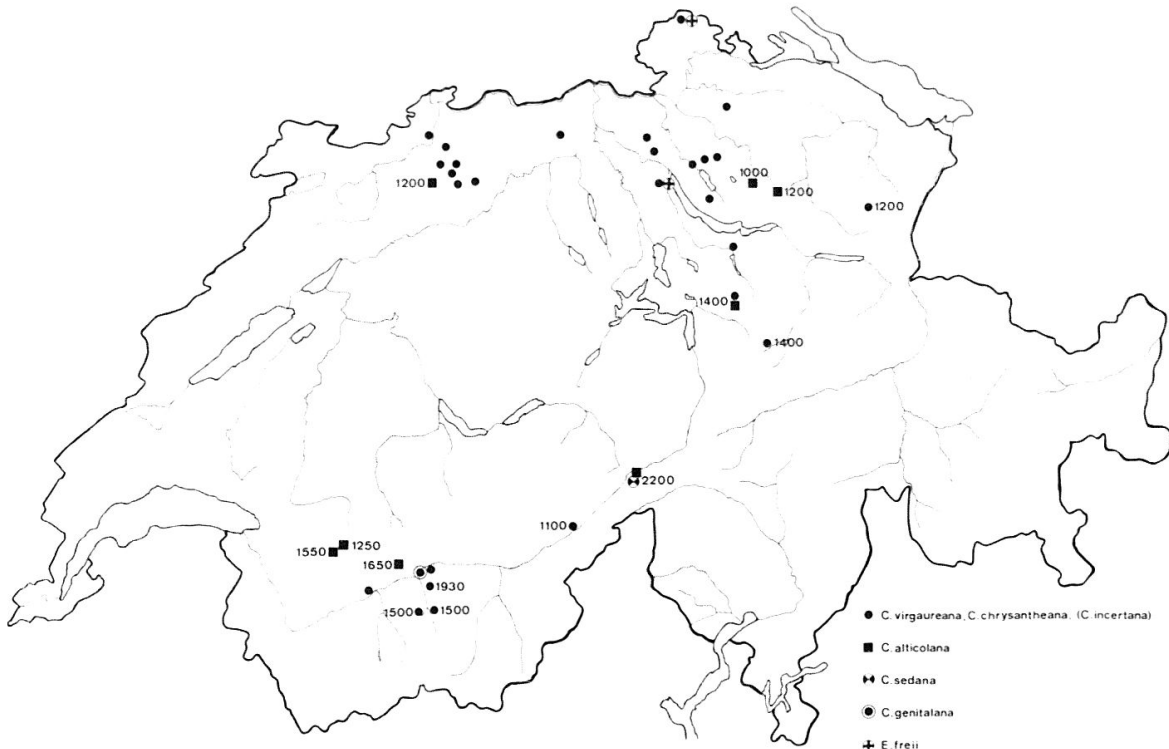 1200
1000
1200
1200
1400
1400
2200
1100
1250
1550
1650
1930
1500
1500
C. virgaureana, C. chrysantheana, (C incertana)
C. alticolana
C. sedana
C. genitalana
E. freii